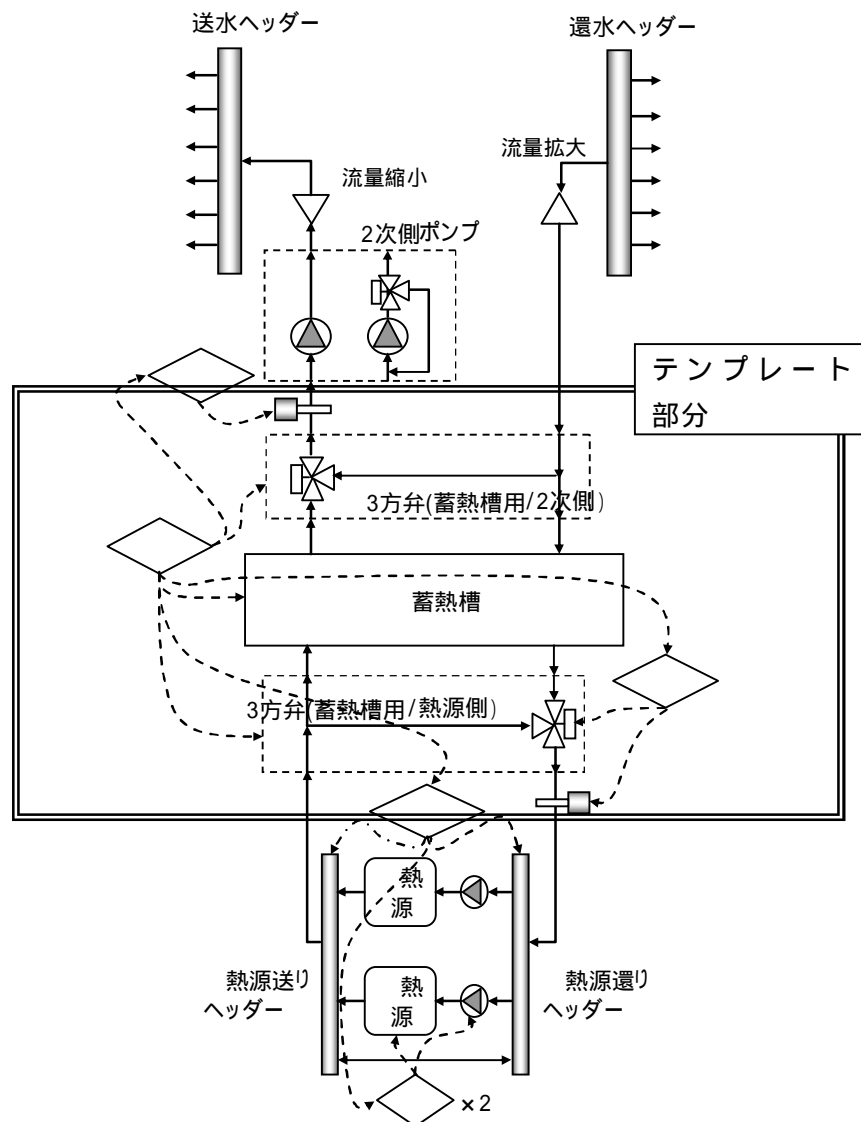 送水ヘッダー
還水ヘッダー
流量拡大
流量縮小
2次側ポンプ
テンプレート
部分
3方弁(蓄熱槽用/2次側)
蓄熱槽
3方弁(蓄熱槽用/熱源側)
熱
源
熱源送り
ヘッダー
熱
源
熱源還り
ヘッダー
×2